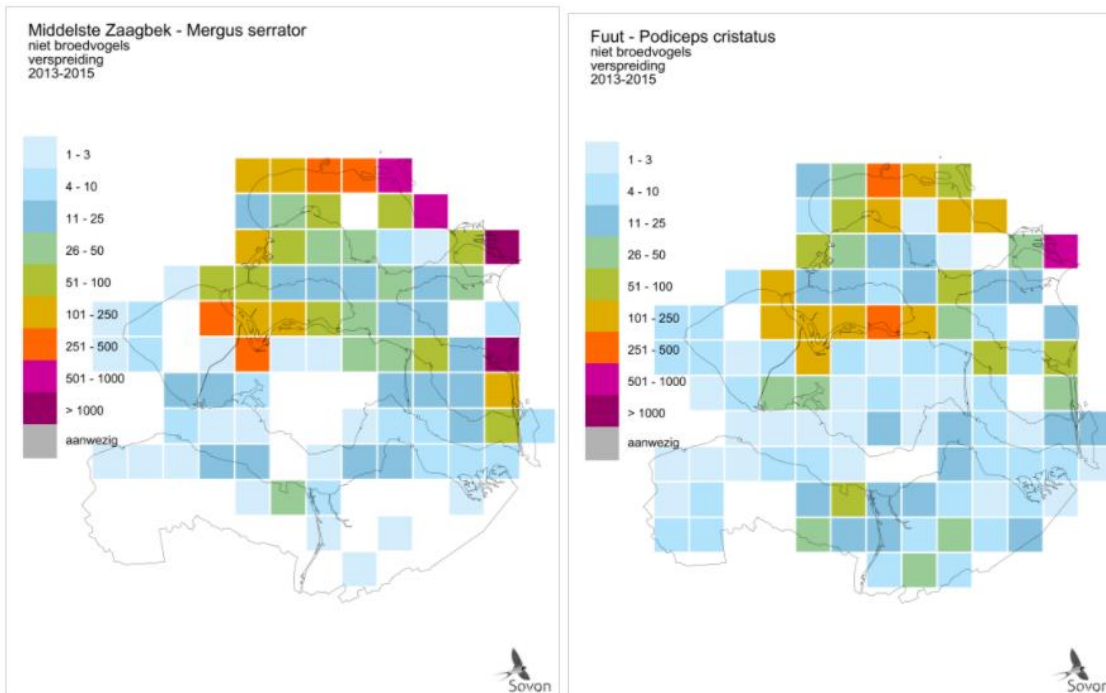 Middelste Zaagbek - Mergus serrator
niet broedvogels
verspreiding
2013-2015
1 - 3
4 - 10
11 - 25
26 - 50
51 - 100
101 - 250
251 - 500
501 - 1000
> 1000
aanwezig
Sovon
Fuut - Podiceps cristatus
niet broedvogels
verspreiding
2013-2015
1 - 3
4 - 10
11 - 25
26 - 50
51 - 100
101 - 250
251 - 500
501 - 1000
> 1000
aanwezig
Sovon